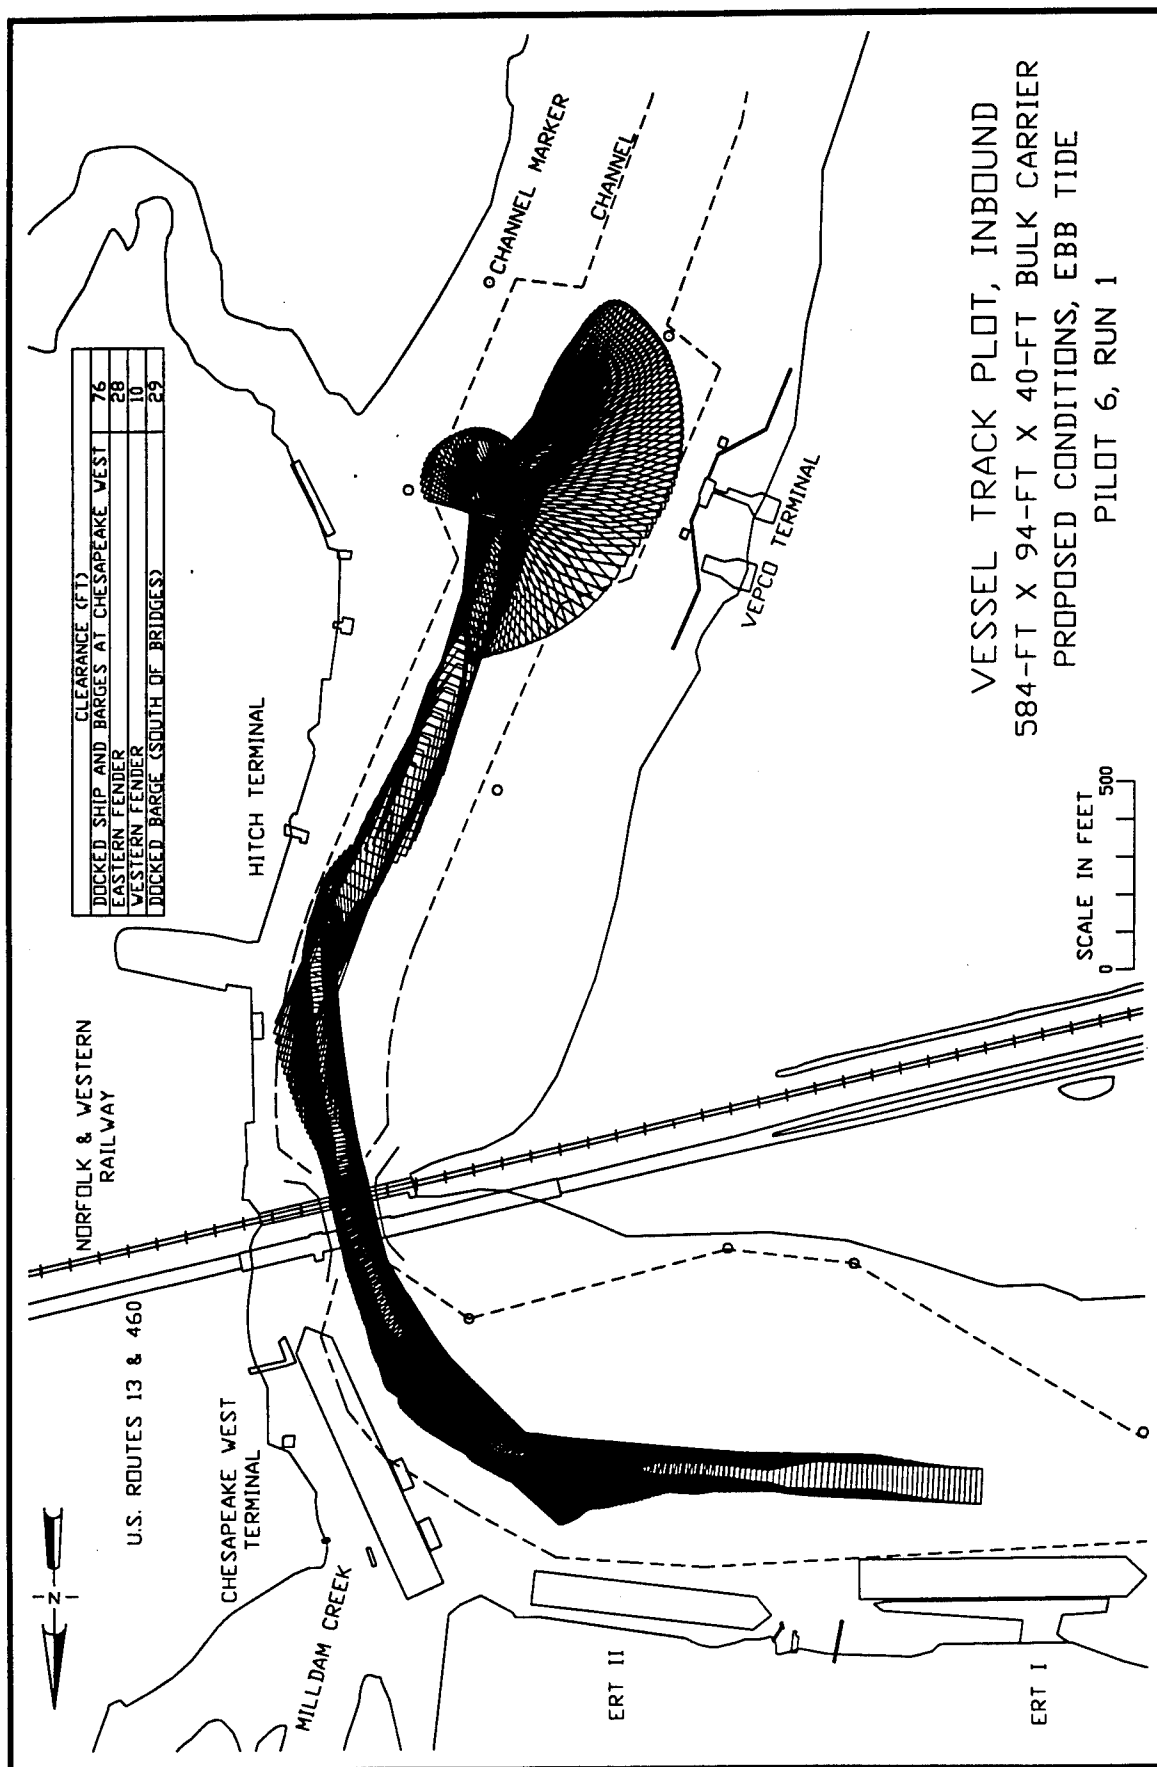 CLEARANCE (FT)
DOCKED SHIP AND BARGES AT CHESAPEAKE WEST 76
EASTERN FENDER 28
WESTERN FENDER 10
DOCKED BARGE (SOUTH OF BRIDGES) 29
N
U.S. ROUTES 13 & 460
NORFOLK & WESTERN
RAILWAY
HITCH TERMINAL
CHANNEL MARKER
CHANNEL
CHESAPEAKE WEST
TERMINAL
MILLDAM CREEK
VEPCO TERMINAL
ERT II
ERT I
SCALE IN FEET
0 500
VESSEL TRACK PLOT, INBOUND
584-FT X 94-FT X 40-FT BULK CARRIER
PROPOSED CONDITIONS, EBB TIDE
PILOT 6, RUN 1